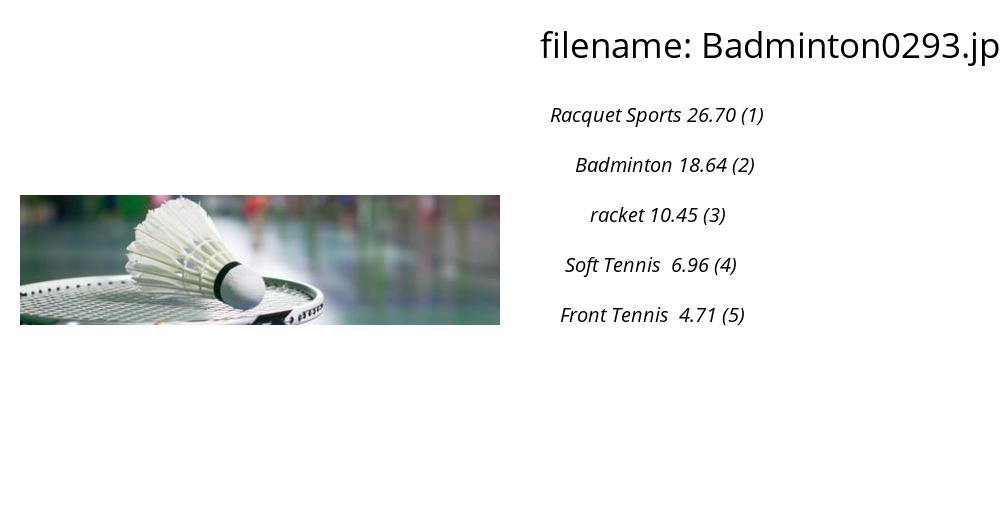 filename: Badminton0293.jp
Racquet Sports 26.70 (1)
Badminton 18.64 (2)
racket 10.45 (3)
Soft Tennis 6.96 (4)
Front Tennis 4.71 (5)